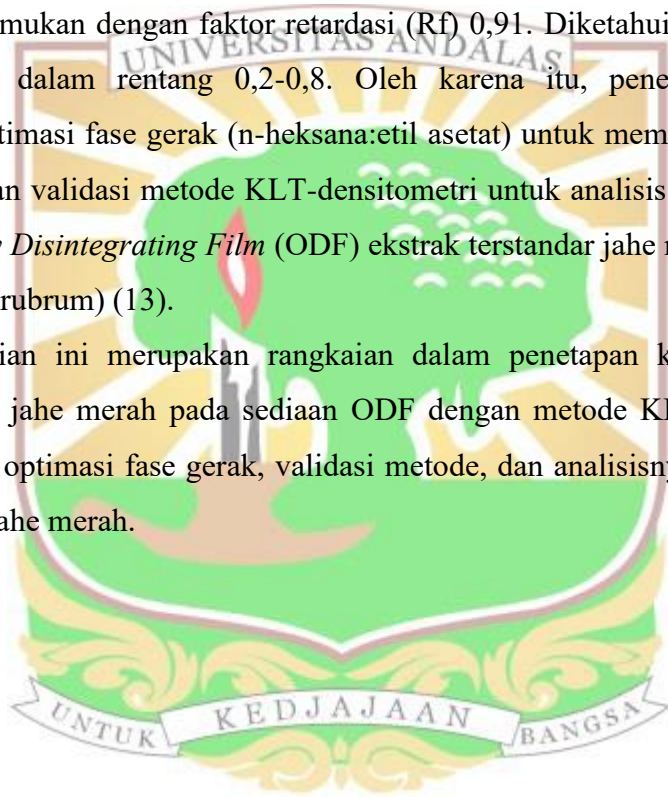 mukan dengan faktor retardasi (Rf) 0,91. Diketahui
UNIVERSITAS ANDALAS
dalam rentang 0,2-0,8. Oleh karena itu, pene
timasi fase gerak (n-heksana:etil asetat) untuk mem
an validasi metode KLT-densitometri untuk analisis
Disintegrating Film (ODF) ekstrak terstandar jahe
rubrum) (13).
ian ini merupakan rangkaian dalam penetapan k
jahe merah pada sediaan ODF dengan metode
optimasi fase gerak, validasi metode, dan analisisn
ahe merah.
UNTUK KEDJAJAAN BANGSA